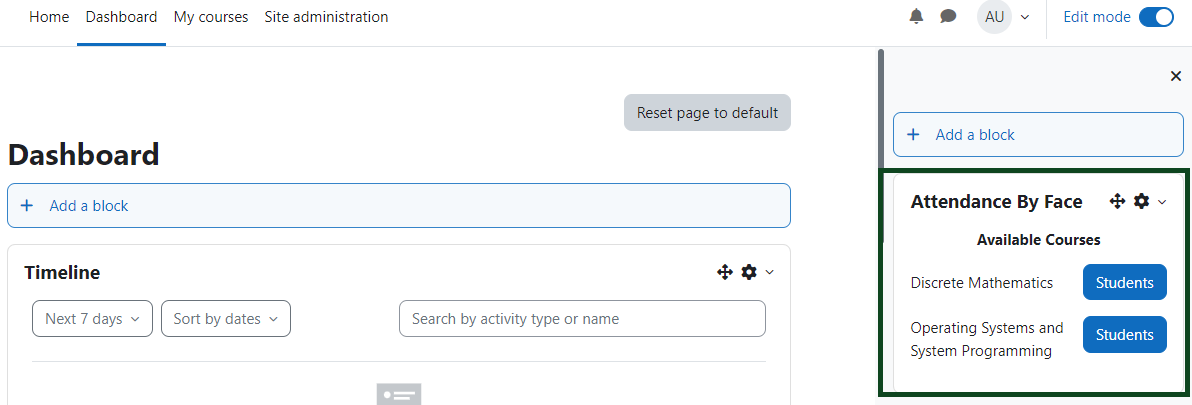 Home Dashboard My courses Site administration AU Edit mode
Reset page to default
Dashboard
+ Add a block
Timeline
Next 7 days Sort by dates Search by activity type or name
+ Add a block
Attendance By Face
Available Courses
Discrete Mathematics Students
Operating Systems and
System Programming Students